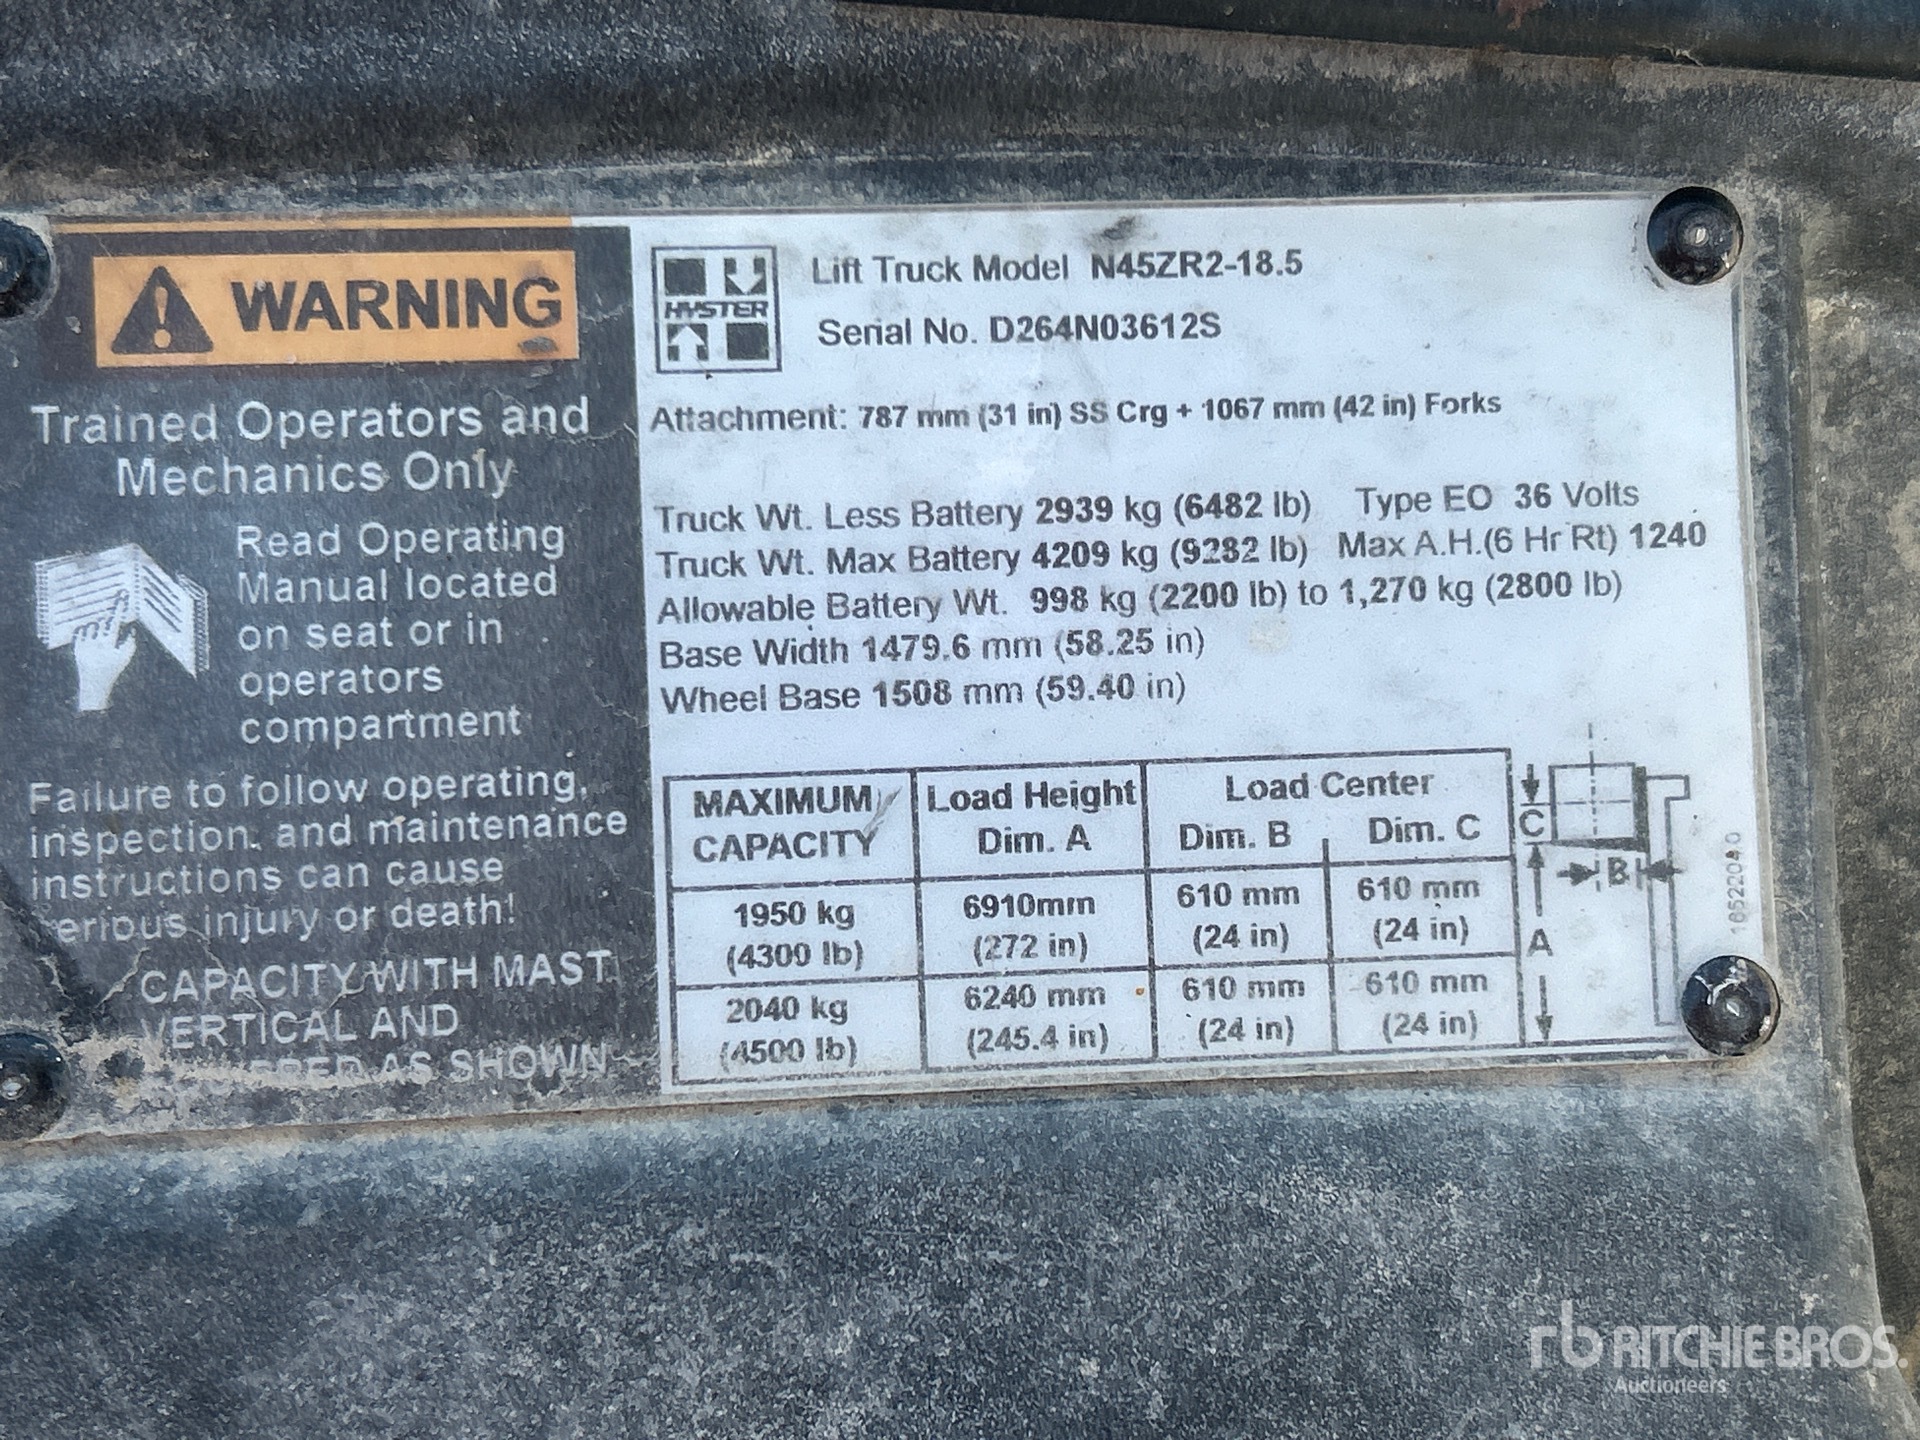 WARNING
Trained Operators and
Mechanics Only
Read Operating
Manual located
on seat or in
operators
compartment
Failure to follow operating,
inspection, and maintenance
instructions can cause
serious injury or death!
CAPACITY WITH MAST
VERTICAL AND
AS SHOWN
HYSTER
Lift Truck Model N45ZR2-18.5
Serial No. D264N03612S
Attachment: 787 mm (31 in) SS Crg + 1067 mm (42 in) Forks
Truck Wt. Less Battery 2939 kg (6482 lb) Type EO 36 Volts
Truck Wt. Max Battery 4209 kg (9282 lb) Max A.H.(6 Hr Rt) 1240
Allowable Battery Wt. 998 kg (2200 lb) to 1,270 kg (2800 lb)
Base Width 1479.6 mm (58.25 in)
Wheel Base 1508 mm (59.40 in)
MAXIMUM Load Height Load Center
CAPACITY Dim. A Dim. B Dim. C
1950 kg 6910mm 610 mm 610 mm
(4300 lb) (272 in) (24 in) (24 in)
2040 kg 6240 mm 610 mm 610 mm
(4500 lb) (245.4 in) (24 in) (24 in)
C
B
A
16522040
rb RITCHIE BROS.
Auctioneers